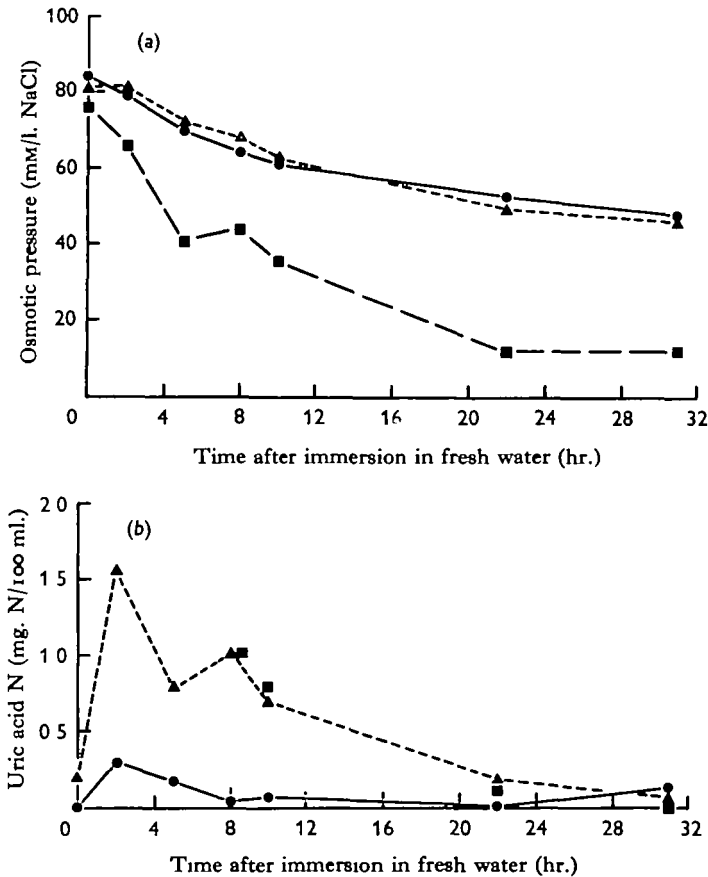 (a)
Osmotic pressure (mM/l. NaCl)
80
60
40
20
0 4 8 12 16 20 24 28 32
Time after immersion in fresh water (hr.)
(b)
Uric acid N (mg. N/100 ml.)
2 0
1 5
1 0
0 5
0 4 8 12 16 20 24 28 32
Time after immersion in fresh water (hr.)